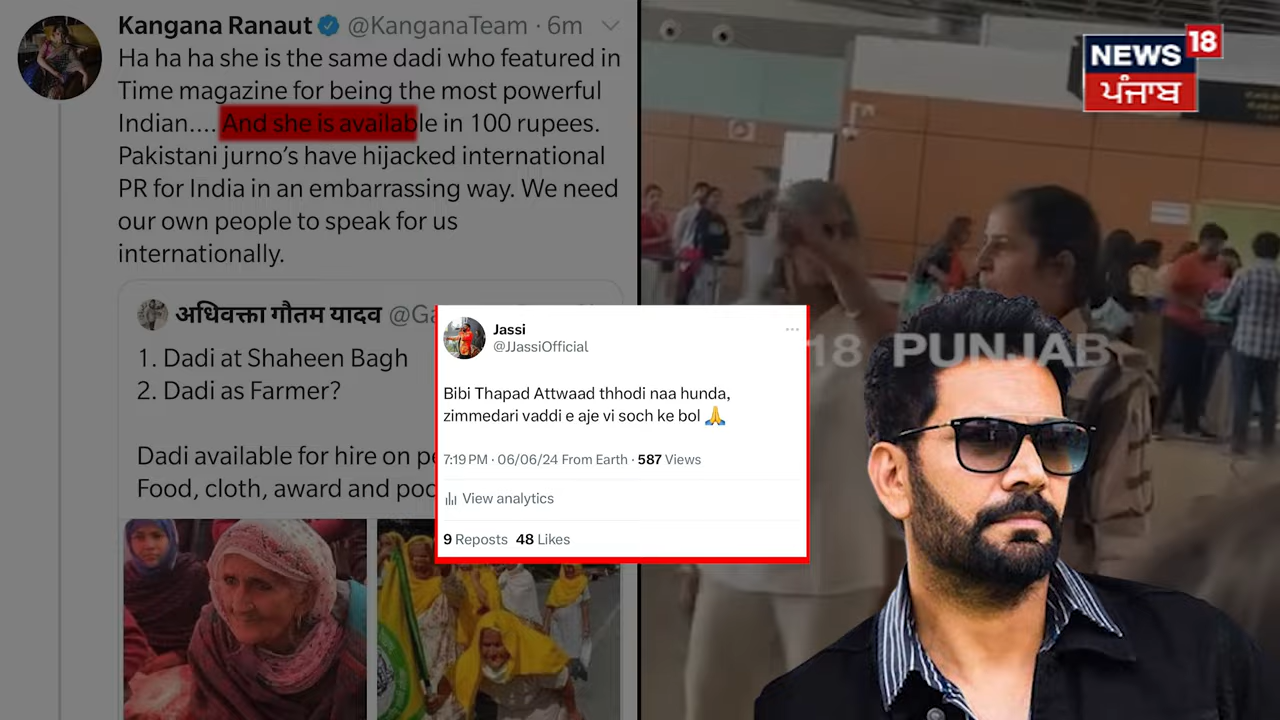 Kangana Ranaut @KanganaTeam · 6m
Ha ha ha she is the same dadi who featured in
Time magazine for being the most powerful
Indian.... And she is available in 100 rupees.
Pakistani jurno's have hijacked international
PR for India in an embarrassing way. We need
our own people to speak for us
internationally.
अधिवक्ता गौतम यादव
1. Dadi at Shaheen Bagh
2. Dadi as Farmer?
Dadi available for hire on
Food, cloth, award and
Jassi
@JJassiOfficial
Bibi Thapad Attwaad thhodi naa hunda,
zimmedari vaddi e aje vi soch ke bol 🙏
7:19 PM · 06/06/24 From Earth · 587 Views
View analytics
9 Reposts 48 Likes
NEWS 18
ਪੰਜਾਬ
18 PUNJAB